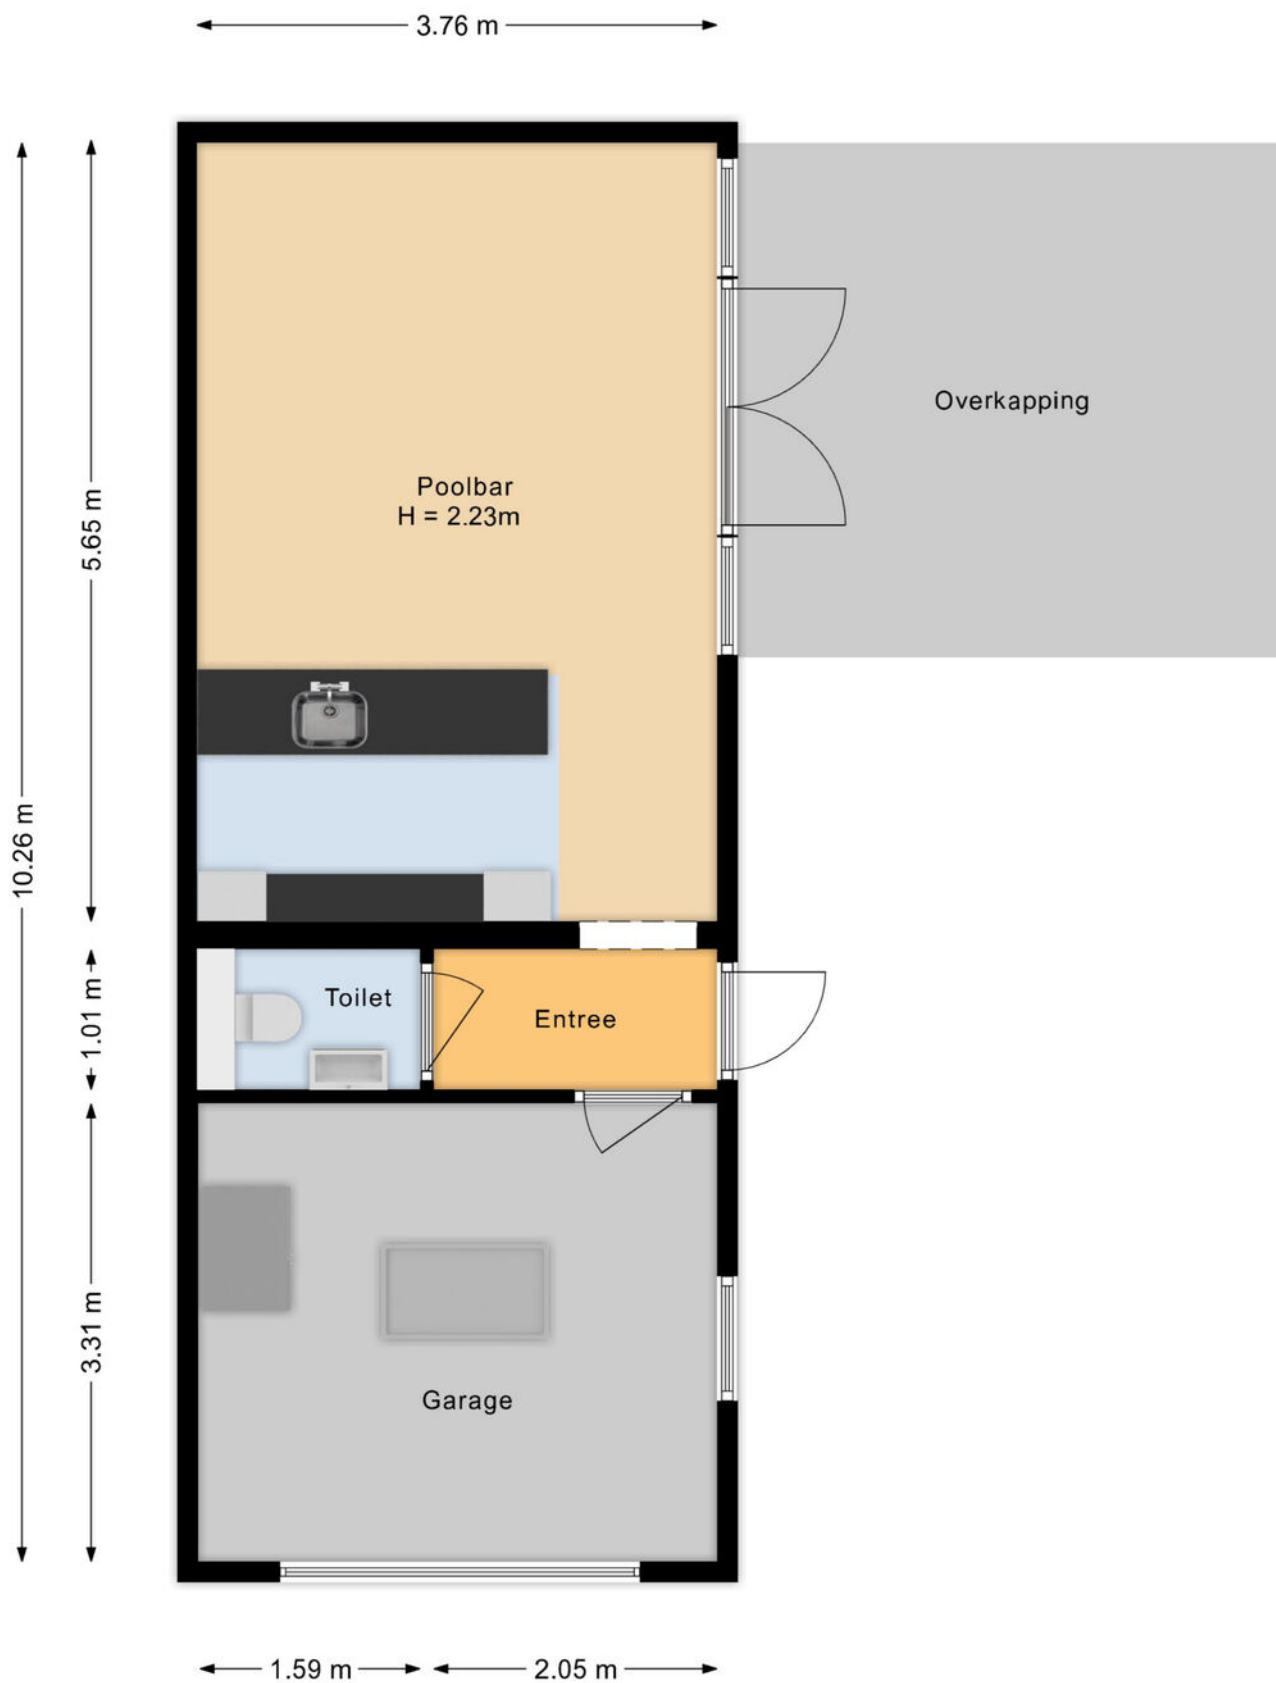 3.76 m
Overkapping
Poolbar
H = 2.23m
5.65 m
10.26 m
Toilet
Entree
1.01 m
3.31 m
Garage
1.59 m
2.05 m